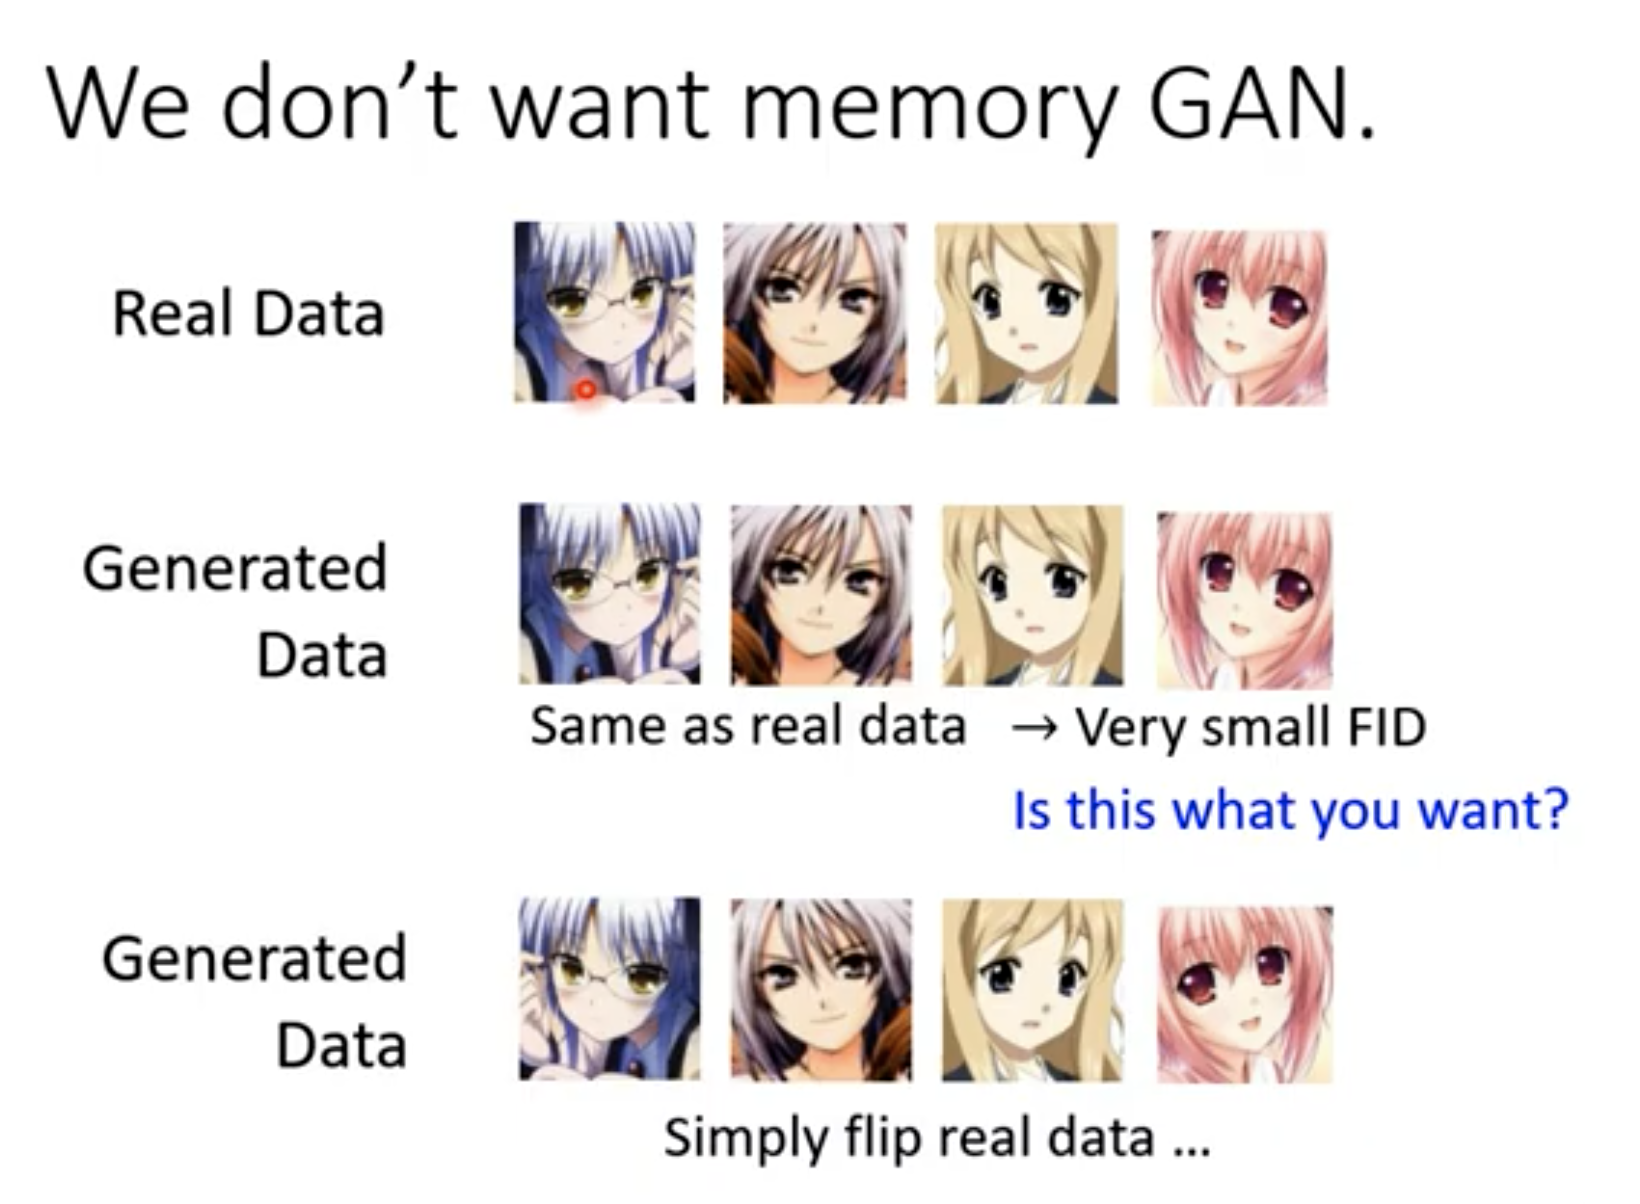 We don’t want memory GAN.
Real Data
Generated
Data
Same as real data → Very small FID
Is this what you want?
Generated
Data
Simply flip real data ...